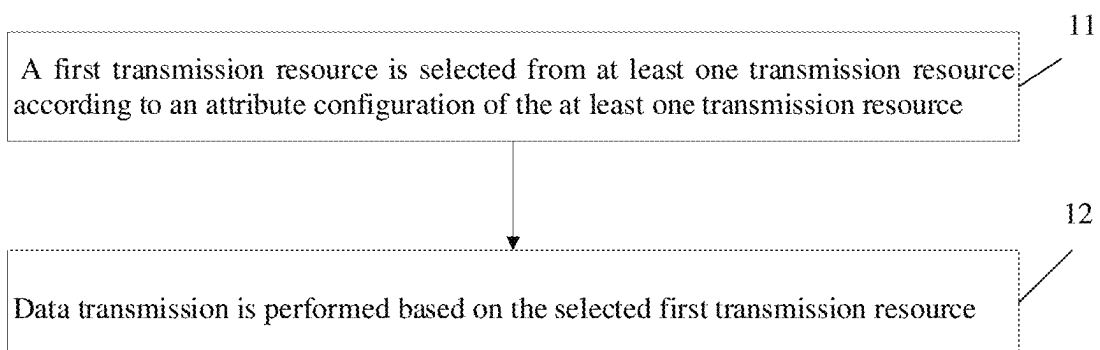 11
A first transmission resource is selected from at least one transmission resource
according to an attribute configuration of the at least one transmission resource
12
Data transmission is performed based on the selected first transmission resource